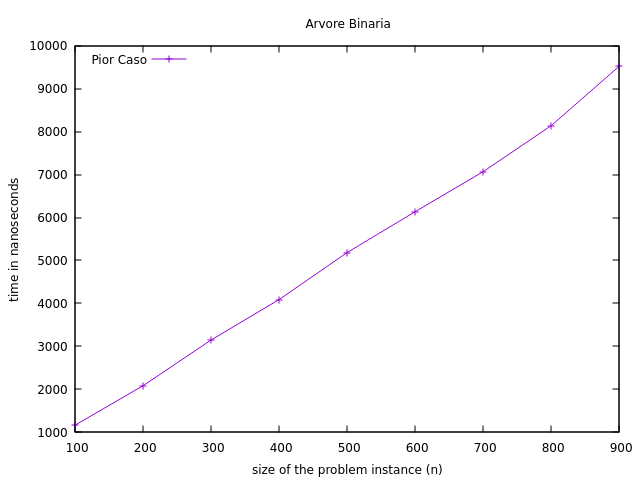 Arvore Binaria
Pior Caso
10000
9000
8000
7000
6000
5000
4000
3000
2000
1000
time in nanoseconds
100 200 300 400 500 600 700 800 900
size of the problem instance (n)